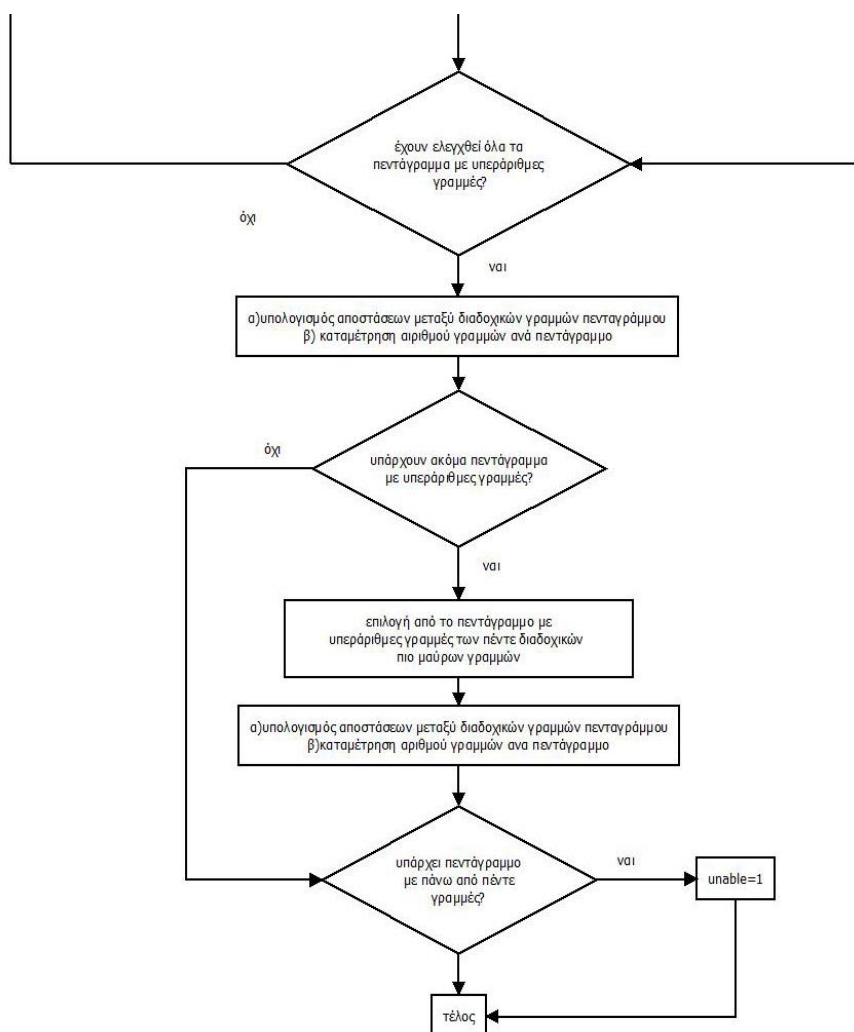 έχουν ελεγχθεί όλα τα
πεντάγραμμα με υπεράριθμες
γραμμές?
όχι
ναι
α)υπολογισμός αποστάσεων μεταξύ διαδοχικών γραμμών πενταγράμμου
β) καταμέτρηση αιριθμού γραμμών ανά πεντάγραμμο
όχι
υπάρχουν ακόμα πεντάγραμμα
με υπεράριθμες γραμμές?
ναι
επιλογή από το πεντάγραμμο με
υπεράριθμες γραμμές των πέντε διαδοχικών
πιο μαύρων γραμμών
α)υπολογισμός αποστάσεων μεταξύ διαδοχικών γραμμών πενταγράμμου
β)καταμέτρηση αριθμού γραμμών ανα πεντάγραμμο
υπάρχει πεντάγραμμο
με πάνω από πέντε
γραμμές?
ναι
unable=1
τέλος